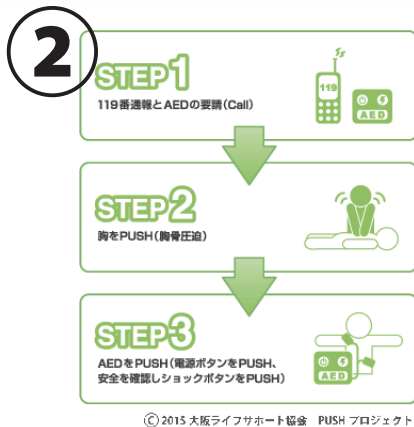 2
STEP1
119番通報とAEDの要請(Call)
119
AED
STEP2
胸をPUSH(胸骨圧迫)
STEP3
AEDをPUSH(電源ボタンをPUSH、
安全を確認しショックボタンをPUSH)
AED
Ⓒ2015 大阪ライフサポート協会 PUSH プロジェクト